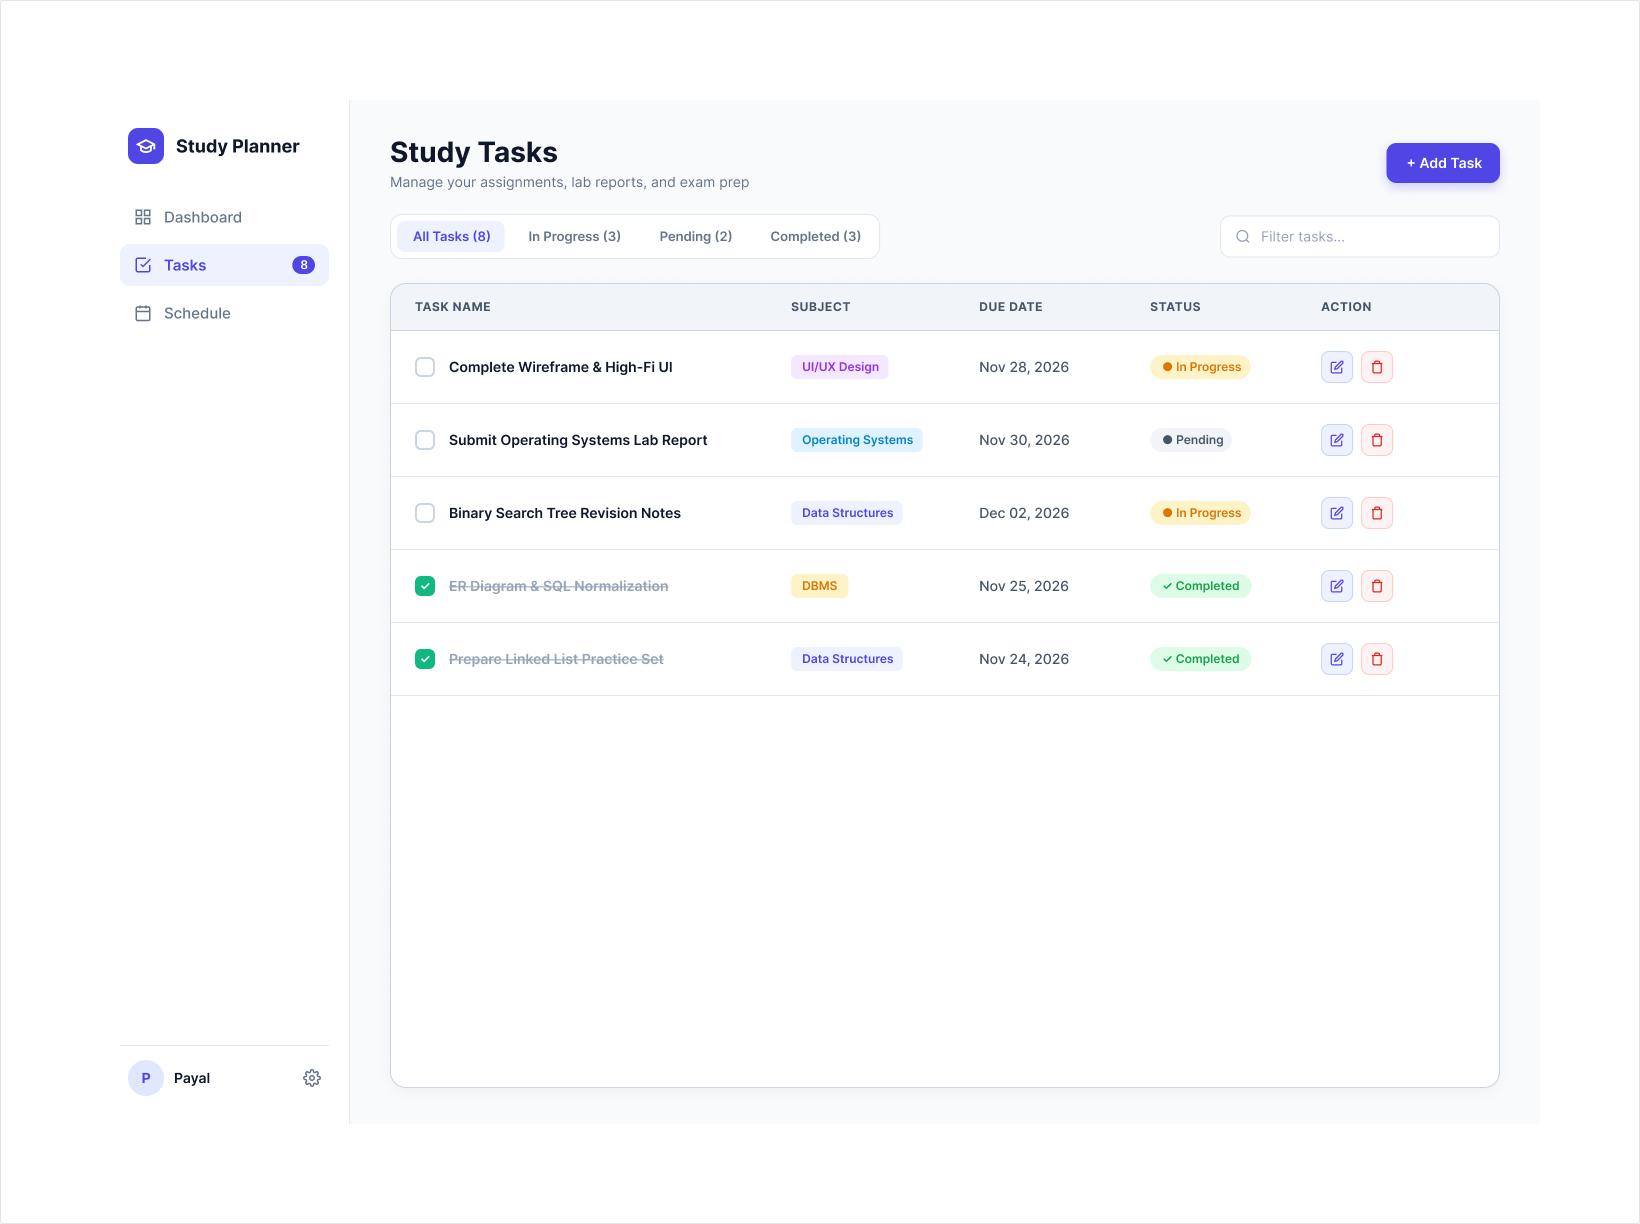 Study Planner
Dashboard
Tasks 8
Schedule
P Payal
Study Tasks
Manage your assignments, lab reports, and exam prep
+ Add Task
All Tasks (8) In Progress (3) Pending (2) Completed (3)
Filter tasks...
TASK NAME SUBJECT DUE DATE STATUS ACTION
Complete Wireframe & High-Fi UI UI/UX Design Nov 28, 2026 In Progress
Submit Operating Systems Lab Report Operating Systems Nov 30, 2026 Pending
Binary Search Tree Revision Notes Data Structures Dec 02, 2026 In Progress
ER Diagram & SQL Normalization DBMS Nov 25, 2026 Completed
Prepare Linked List Practice Set Data Structures Nov 24, 2026 Completed